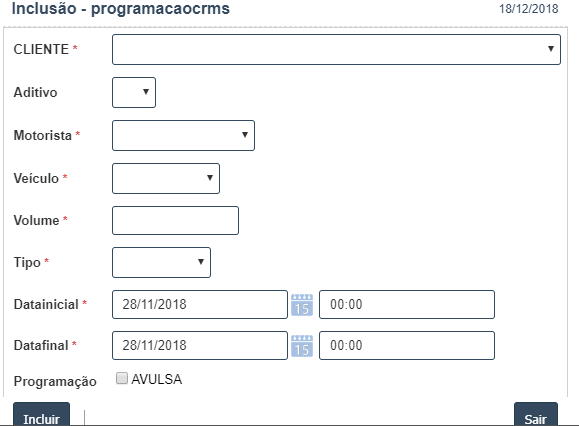 Inclusão - programacaocrms 18/12/2018
CLIENTE *
Aditivo
Motorista *
Veículo *
Volume *
Tipo *
Datainicial * 28/11/2018 15 00:00
Datafinal * 28/11/2018 15 00:00
Programação AVULSA
Incluir Sair